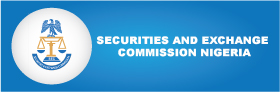 SECURITIES AND EXCHANGE
COMMISSION NIGERIA